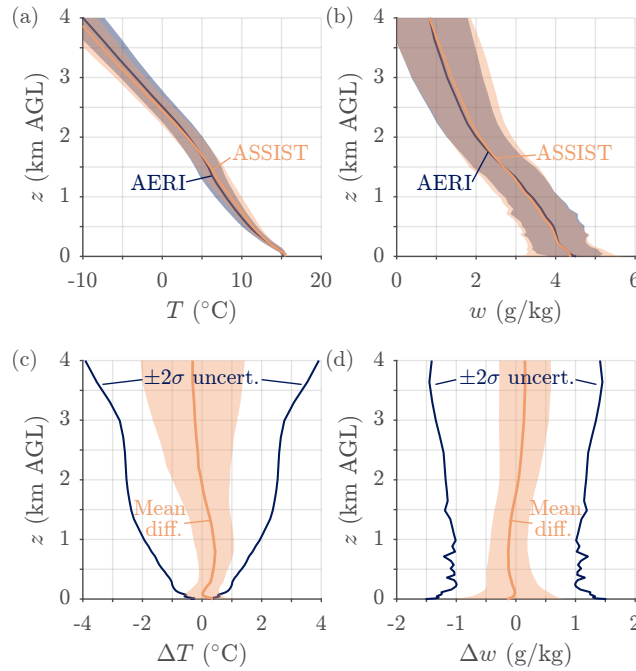 (a)
(b)
4
3
2
1
0
z (km AGL)
ASSIST
AERI
-10
0
10
20
T (°C)
4
3
2
1
0
z (km AGL)
ASSIST
AERI
0
2
4
6
w (g/kg)
(c)
(d)
4
3
2
1
0
z (km AGL)
±2σ uncert.
Mean
diff.
-4
-2
0
2
4
ΔT (°C)
4
3
2
1
0
z (km AGL)
±2σ uncert.
Mean
diff.
-2
-1
0
1
2
Δw (g/kg)